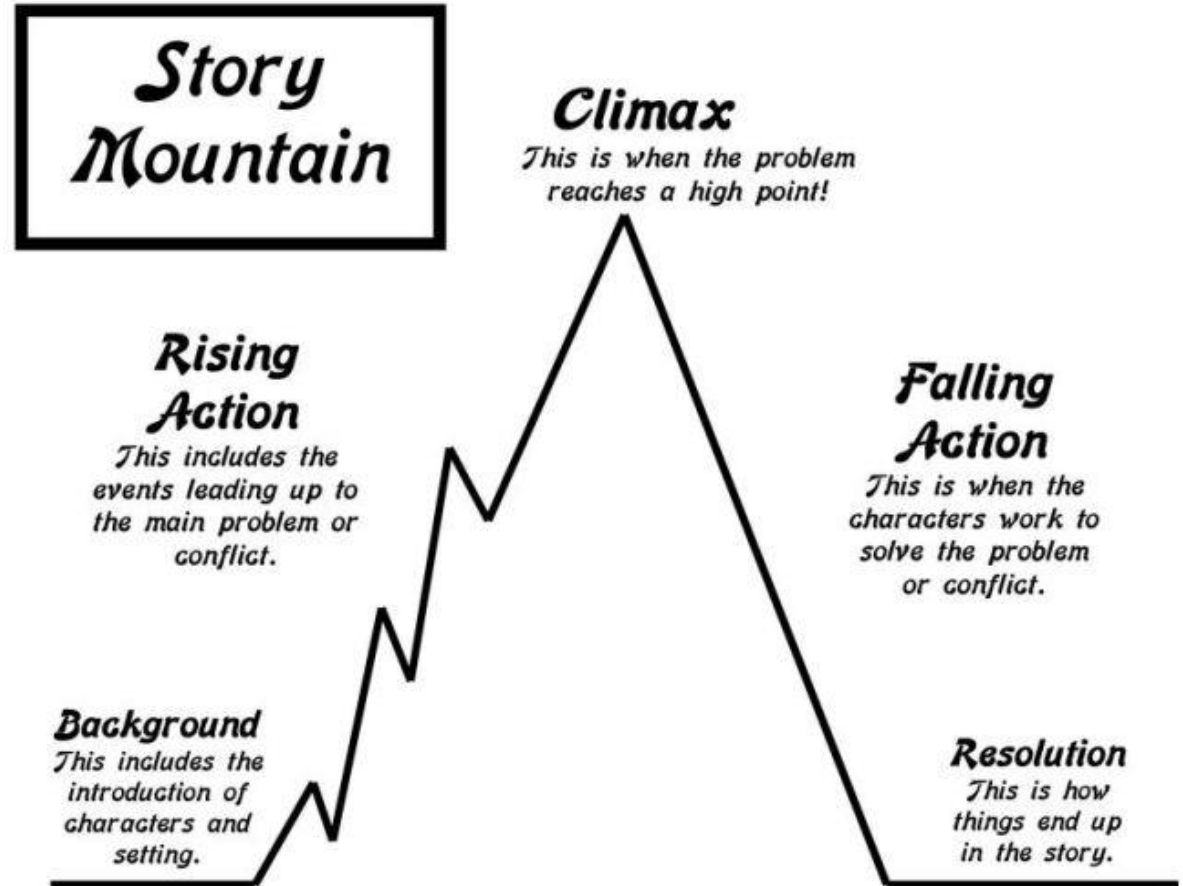 Story
Mountain
Climax
This is when the problem
reaches a high point!
Rising
Action
This includes the
events leading up to
the main problem or
conflict.
Falling
Action
This is when the
characters work to
solve the problem
or conflict.
Background
This includes the
introduction of
characters and
setting.
Resolution
This is how
things end up
in the story.